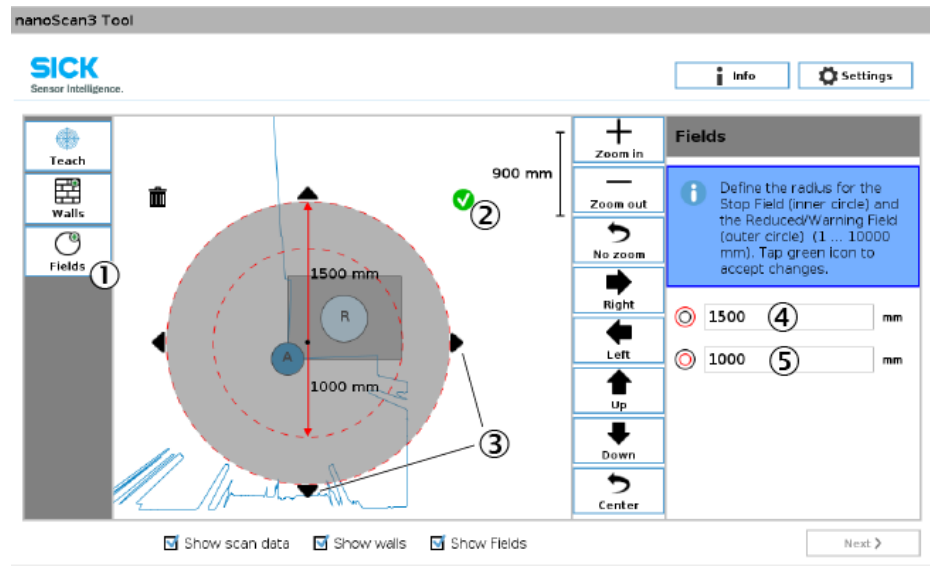 nanoScan3 Tool
SICK
Sensor Intelligence.
Info
Settings
Teach
Walls
Fields
①
900 mm
②
1500 mm
R
A
1000 mm
③
Zoom in
Zoom out
No zoom
Right
Left
Up
Down
Center
Fields
Define the radius for the
Stop Field (inner circle) and
the Reduced/Warning Field
(outer circle) (1 ... 10000
mm). Tap green icon to
accept changes.
1500 ④ mm
1000 ⑤ mm
Show scan data Show walls Show Fields
Next